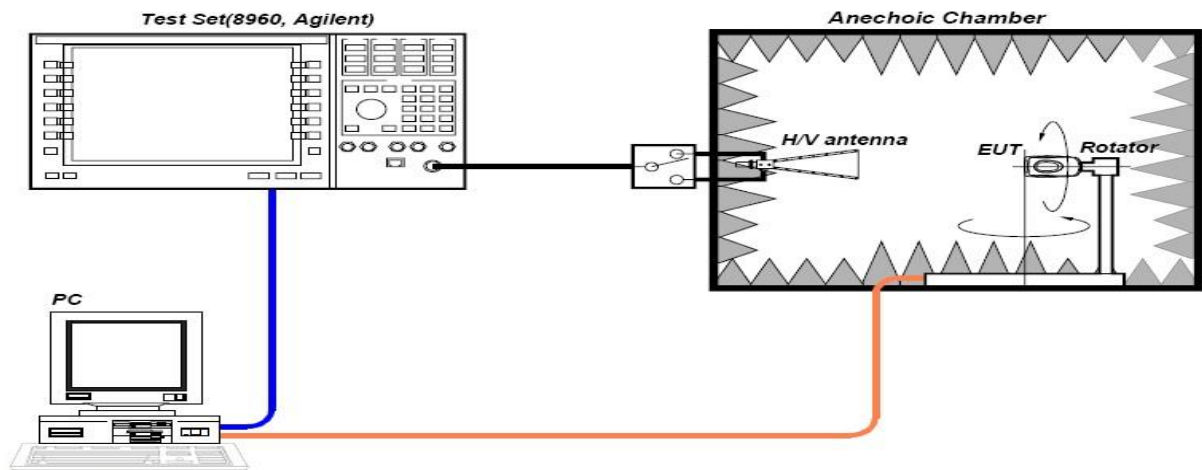 Test Set(8960, Agilent)
Anechoic Chamber
H/V antenna
EUT
Rotator
PC